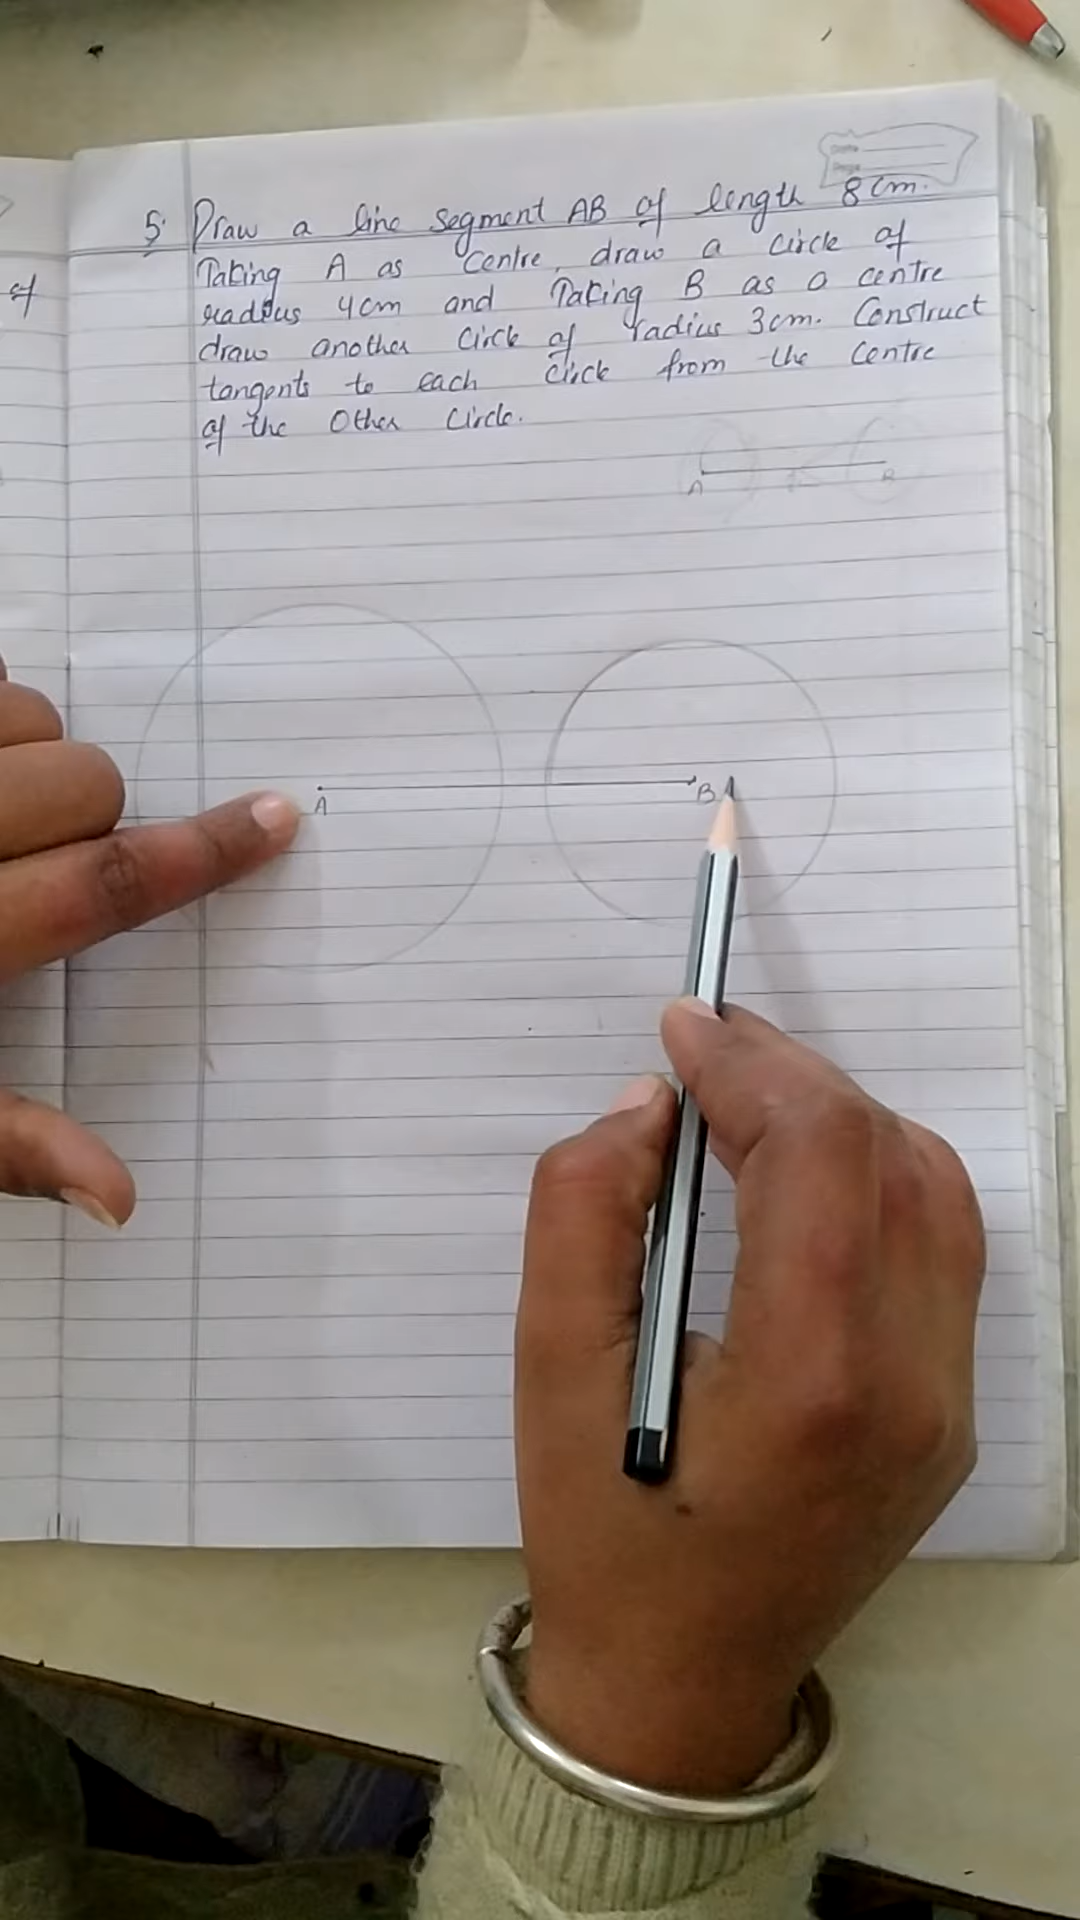 of
5. Draw a line segment AB of length 8 cm.
Taking A as Centre, draw a circle of
radius 4cm and Taking B as a centre
draw another Circle of radius 3cm. Construct
tangents to each Circle from the Centre
of the Other Circle.
A B
A B